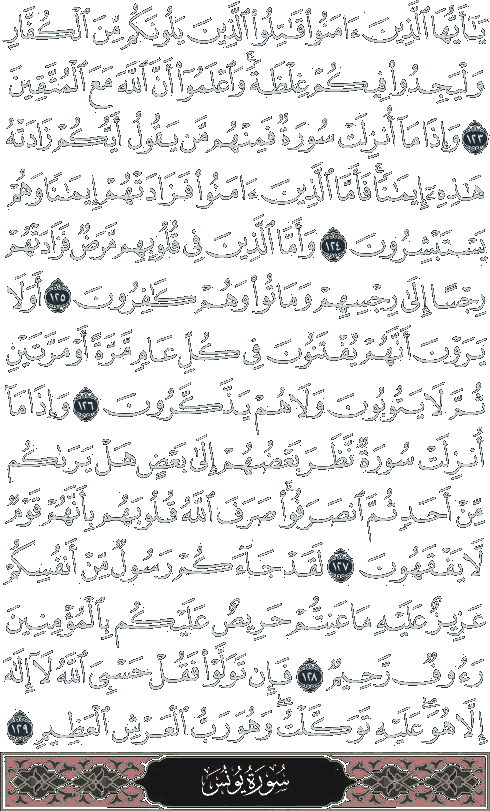 يَٰٓأَيُّهَا ٱلَّذِينَ ءَامَنُوا۟ قَٰتِلُوا۟ ٱلَّذِينَ يَلُونَكُم مِّنَ ٱلْكُفَّارِ
وَلْيَجِدُوا۟ فِيكُمْ غِلْظَةً ۚ وَٱعْلَمُوٓا۟ أَنَّ ٱللَّهَ مَعَ ٱلْمُتَّقِينَ
١٢٣ وَإِذَا مَآ أُنزِلَتْ سُورَةٌ فَمِنْهُم مَّن يَقُولُ أَيُّكُمْ زَادَتْهُ
هَٰذِهِۦٓ إِيمَٰنًا ۚ فَأَمَّا ٱلَّذِينَ ءَامَنُوا۟ فَزَادَتْهُمْ إِيمَٰنًا وَهُمْ
يَسْتَبْشِرُونَ ١٢٤ وَأَمَّا ٱلَّذِينَ فِى قُلُوبِهِم مَّرَضٌ فَزَادَتْهُمْ
رِجْسًا إِلَىٰ رِجْسِهِمْ وَمَاتُوا۟ وَهُمْ كَٰفِرُونَ ١٢٥ أَوَلَا
يَرَوْنَ أَنَّهُمْ يُفْتَنُونَ فِى كُلِّ عَامٍ مَّرَّةً أَوْ مَرَّتَيْنِ
ثُمَّ لَا يَتُوبُونَ وَلَا هُمْ يَذَّكَّرُونَ ١٢٦ وَإِذَا مَآ
أُنزِلَتْ سُورَةٌ نَّظَرَ بَعْضُهُمْ إِلَىٰ بَعْضٍ هَلْ يَرَىٰكُم
مِّنْ أَحَدٍ ثُمَّ ٱنصَرَفُوا۟ ۚ صَرَفَ ٱللَّهُ قُلُوبَهُم بِأَنَّهُمْ قَوْمٌ
لَّا يَفْقَهُونَ ١٢٧ لَقَدْ جَآءَكُمْ رَسُولٌ مِّنْ أَنفُسِكُمْ
عَزِيزٌ عَلَيْهِ مَا عَنِتُّمْ حَرِيصٌ عَلَيْكُم بِٱلْمُؤْمِنِينَ
رَءُوفٌ رَّحِيمٌ ١٢٨ فَإِن تَوَلَّوْا۟ فَقُلْ حَسْبِىَ ٱللَّهُ لَآ إِلَٰهَ
إِلَّا هُوَ ۖ عَلَيْهِ تَوَكَّلْتُ ۖ وَهُوَ رَبُّ ٱلْعَرْشِ ٱلْعَظِيمِ ١٢٩
سُورَةُ يُونُسَ